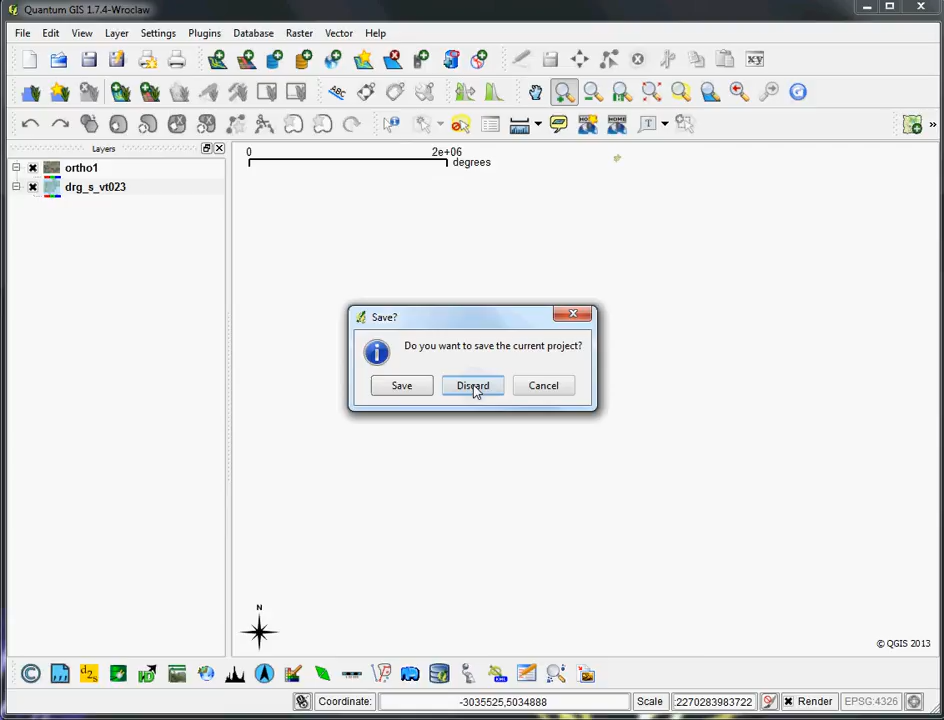 Quantum GIS 1.7.4-Wroclaw
File Edit View Layer Settings Plugins Database Raster Vector Help
ABC
xy
T
»
Layers
ortho1
drg_s_vt023
0 2e+06
degrees
Save?
Do you want to save the current project?
Save Discard Cancel
N
© QGIS 2013
Coordinate: -3035525,5034888 Scale :2270283983722 Render EPSG:4326